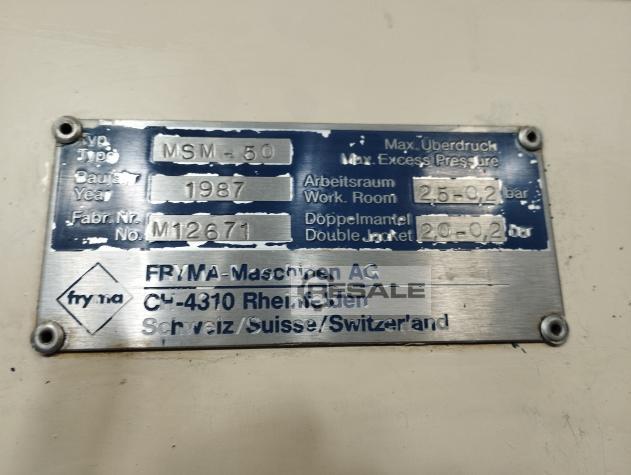 Typ
Type
MSM-50
Max. Überdruck
Max. Excess Pressure
Baujahr
Year
1987
Arbeitsraum
Work. Room
2,5-0,2 bar
Fabr. Nr.
No.
M12671
Doppelmantel
Double Jacket
2,0-0,2 bar
fryma
FRYMA-Maschinen AG
CH-4310 Rheinfelden
Schweiz/Suisse/Switzerland
RESALE